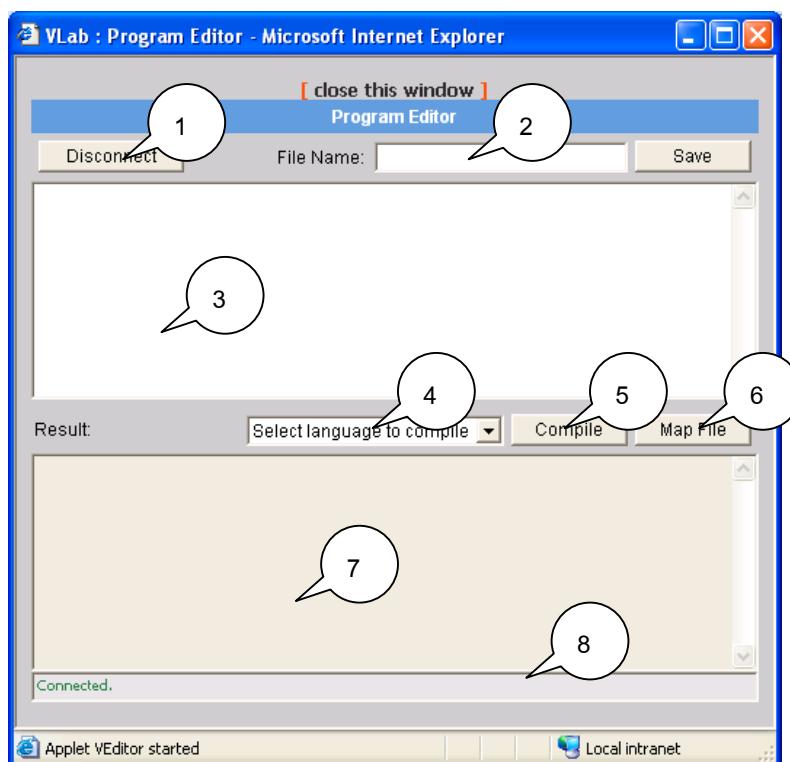 VLab : Program Editor - Microsoft Internet Explorer
[ close this window ]
Program Editor
1
2
Disconnect File Name: Save
3
4
5
6
Result: Select language to compile Compile Map File
7
8
Connected.
Applet VEditor started Local intranet